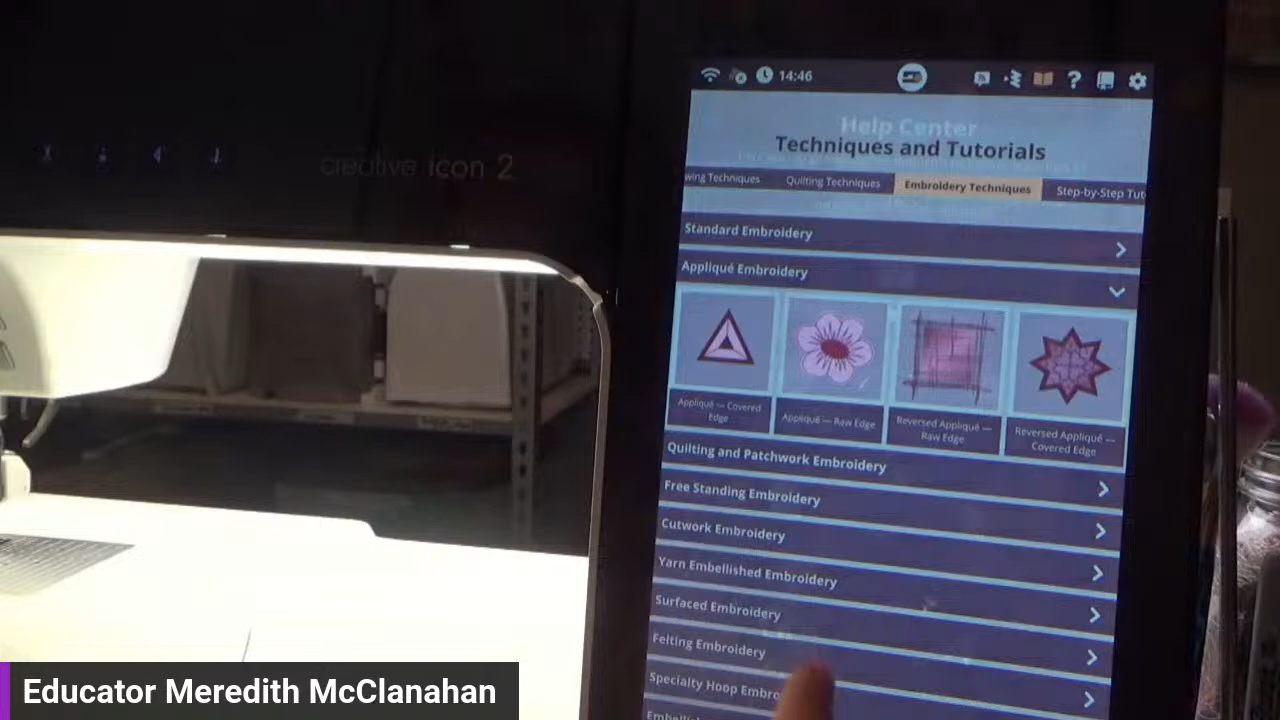 14:46
creative icon 2
Help Center
Techniques and Tutorials
wing Techniques
Quilting Techniques
Embroidery Techniques
Step-by-Step Tut
Standard Embroidery
Appliqué Embroidery
Appliqué — Covered
Edge
Appliqué — Raw Edge
Reversed Appliqué —
Raw Edge
Reversed Appliqué —
Covered Edge
Quilting and Patchwork Embroidery
Free Standing Embroidery
Cutwork Embroidery
Yarn Embellished Embroidery
Surfaced Embroidery
Felting Embroidery
Specialty Hoop Embro
Educator Meredith McClanahan